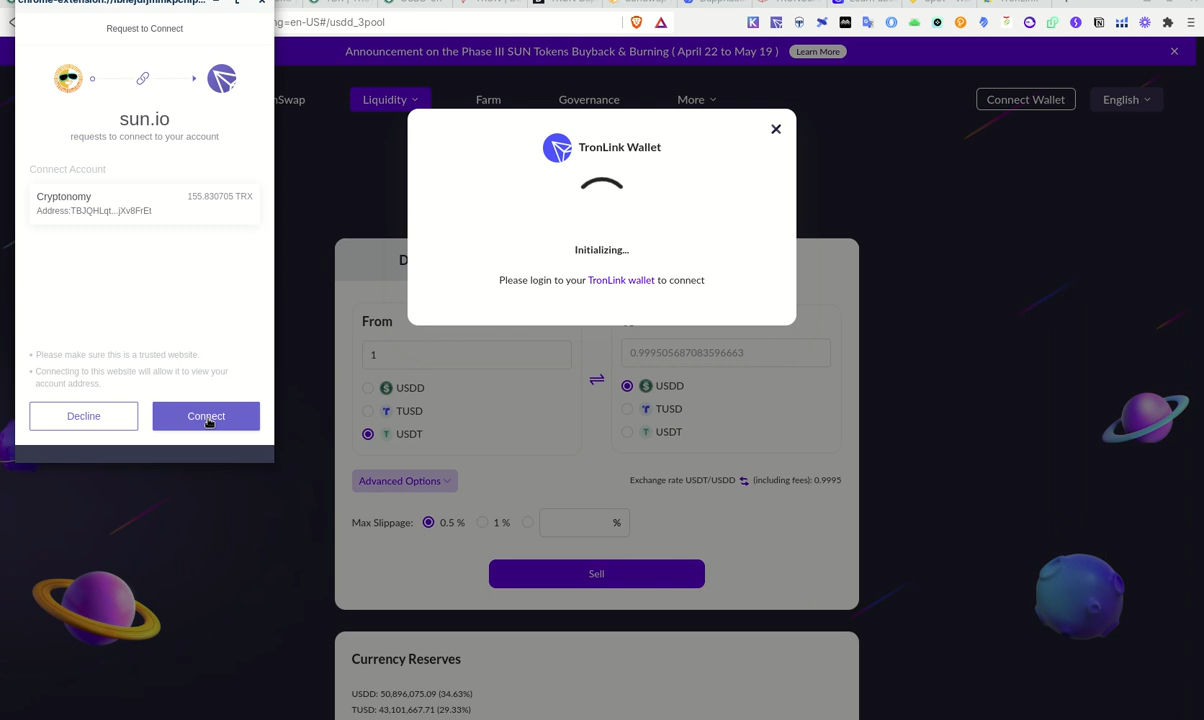 Request to Connect
sun.io
requests to connect to your account
Connect Account
Cryptonomy 155.830705 TRX
Address:TBJQHLqt...jXv8FrEt
• Please make sure this is a trusted website.
• Connecting to this website will allow it to view your
account address.
Decline Connect
ng=en-US#/usdd_3pool
Announcement on the Phase III SUN Tokens Buyback & Burning ( April 22 to May 19 ) Learn More
nSwap Liquidity Farm Governance More Connect Wallet English
TronLink Wallet
Initializing...
Please login to your TronLink wallet to connect
From
1 0.999505687083596663
USDD USDD
TUSD TUSD
USDT USDT
Advanced Options Exchange rate USDT/USDD (including fees): 0.9995
Max Slippage: 0.5 % 1 % %
Sell
Currency Reserves
USDD: 50,896,075.09 (34.63%)
TUSD: 43,101,667.71 (29.33%)